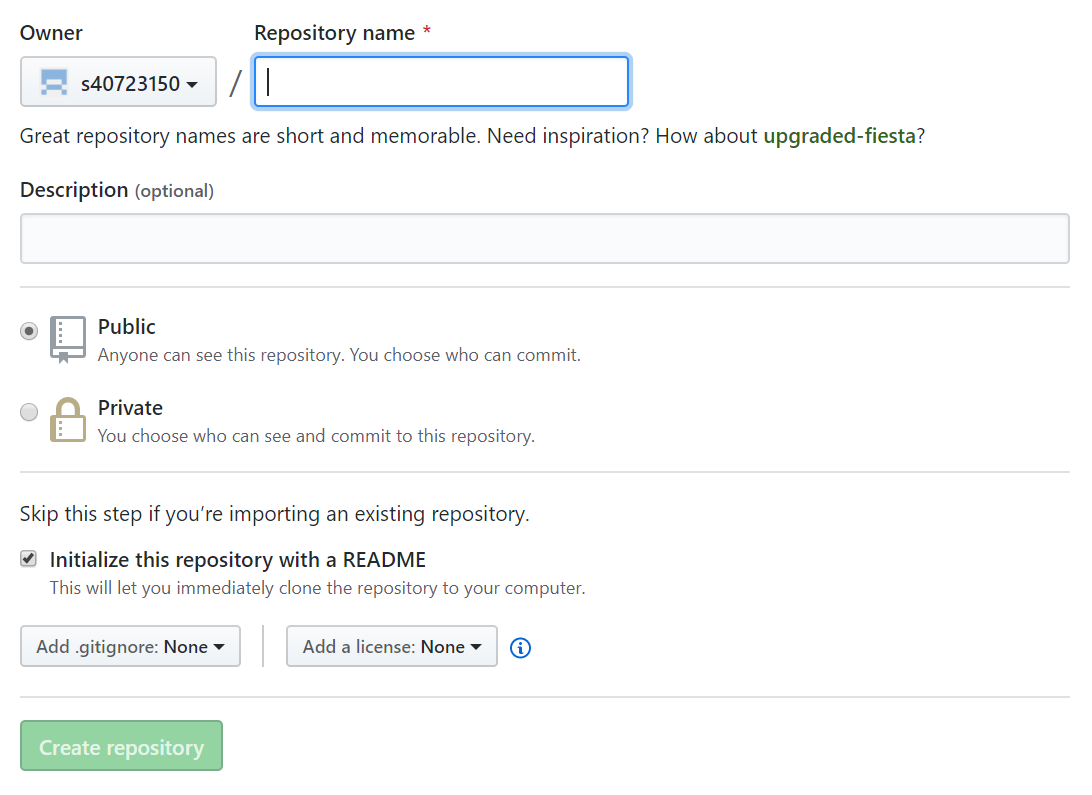 Owner
Repository name *
s40723150
/
Great repository names are short and memorable. Need inspiration? How about upgraded-fiesta?
Description (optional)
Public
Anyone can see this repository. You choose who can commit.
Private
You choose who can see and commit to this repository.
Skip this step if you’re importing an existing repository.
Initialize this repository with a README
This will let you immediately clone the repository to your computer.
Add .gitignore: None
Add a license: None
Create repository